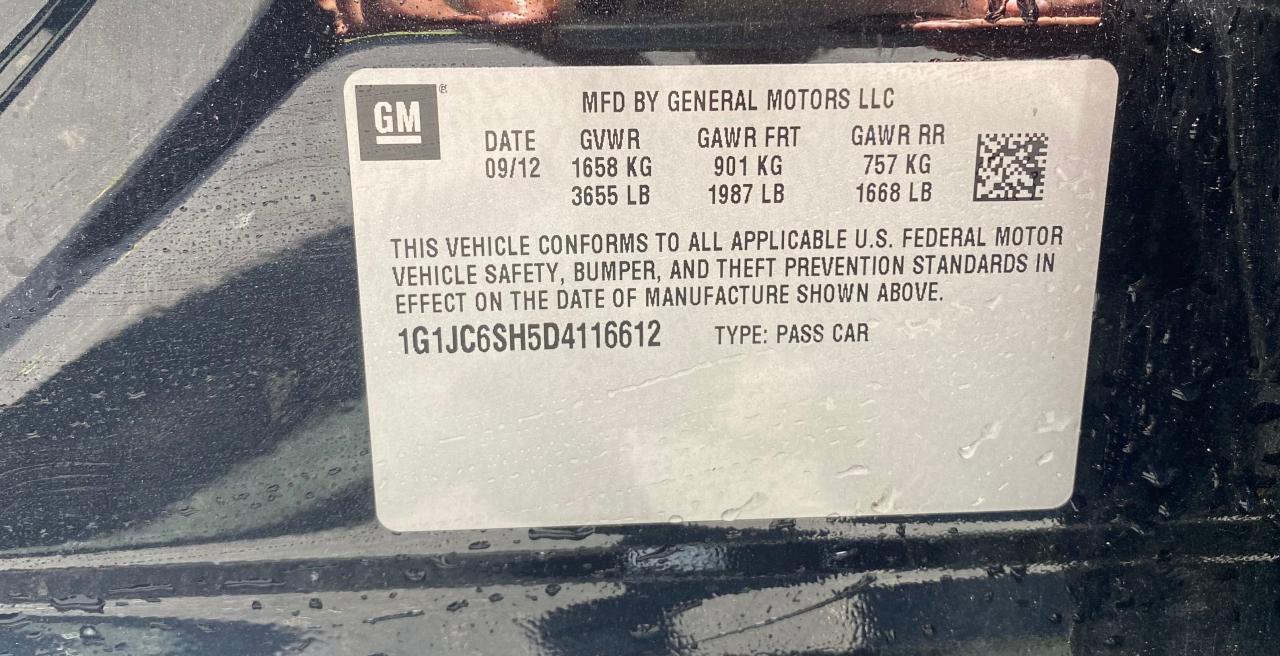 GM ®
MFD BY GENERAL MOTORS LLC
DATE GVWR GAWR FRT GAWR RR
09/12 1658 KG 901 KG 757 KG
3655 LB 1987 LB 1668 LB
THIS VEHICLE CONFORMS TO ALL APPLICABLE U.S. FEDERAL MOTOR
VEHICLE SAFETY, BUMPER, AND THEFT PREVENTION STANDARDS IN
EFFECT ON THE DATE OF MANUFACTURE SHOWN ABOVE.
1G1JC6SH5D4116612 TYPE: PASS CAR